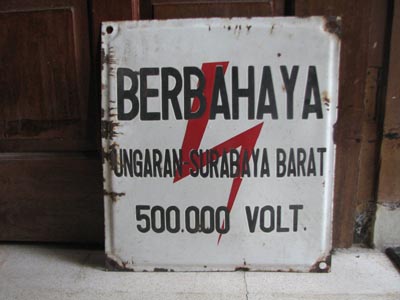 BERBAHAYA
UNGARAN-SURABAYA BARAT
500.000 VOLT.